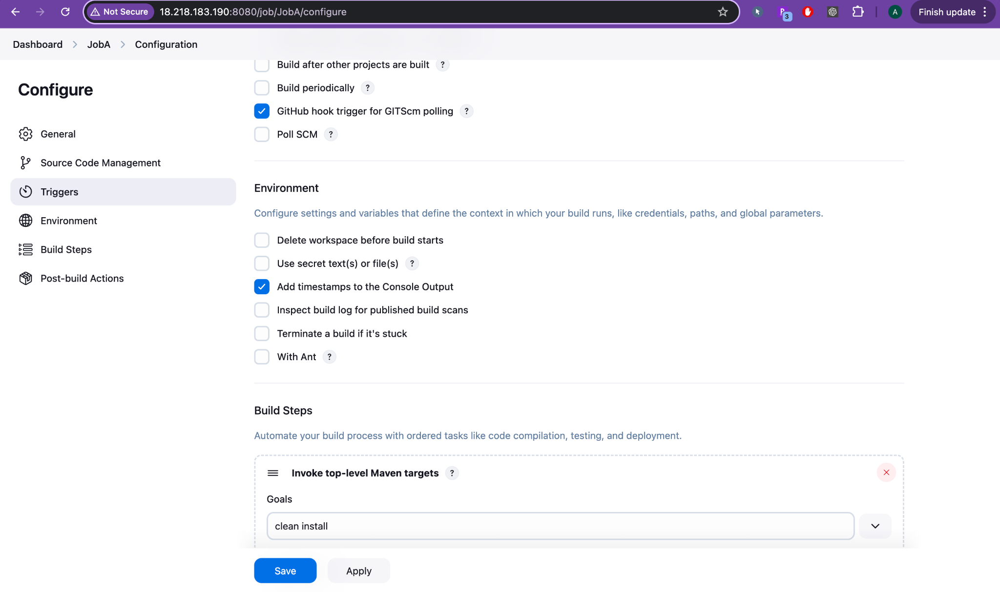 Not Secure 18.218.183.190:8080/job/JobA/configure 3 A Finish update
Dashboard JobA Configuration
Configure
General
Source Code Management
Triggers
Environment
Build Steps
Post-build Actions
Build after other projects are built ?
Build periodically ?
GitHub hook trigger for GITScm polling ?
Poll SCM ?
Environment
Configure settings and variables that define the context in which your build runs, like credentials, paths, and global parameters.
Delete workspace before build starts
Use secret text(s) or file(s) ?
Add timestamps to the Console Output
Inspect build log for published build scans
Terminate a build if it's stuck
With Ant ?
Build Steps
Automate your build process with ordered tasks like code compilation, testing, and deployment.
Invoke top-level Maven targets ?
Goals
clean install
Save Apply